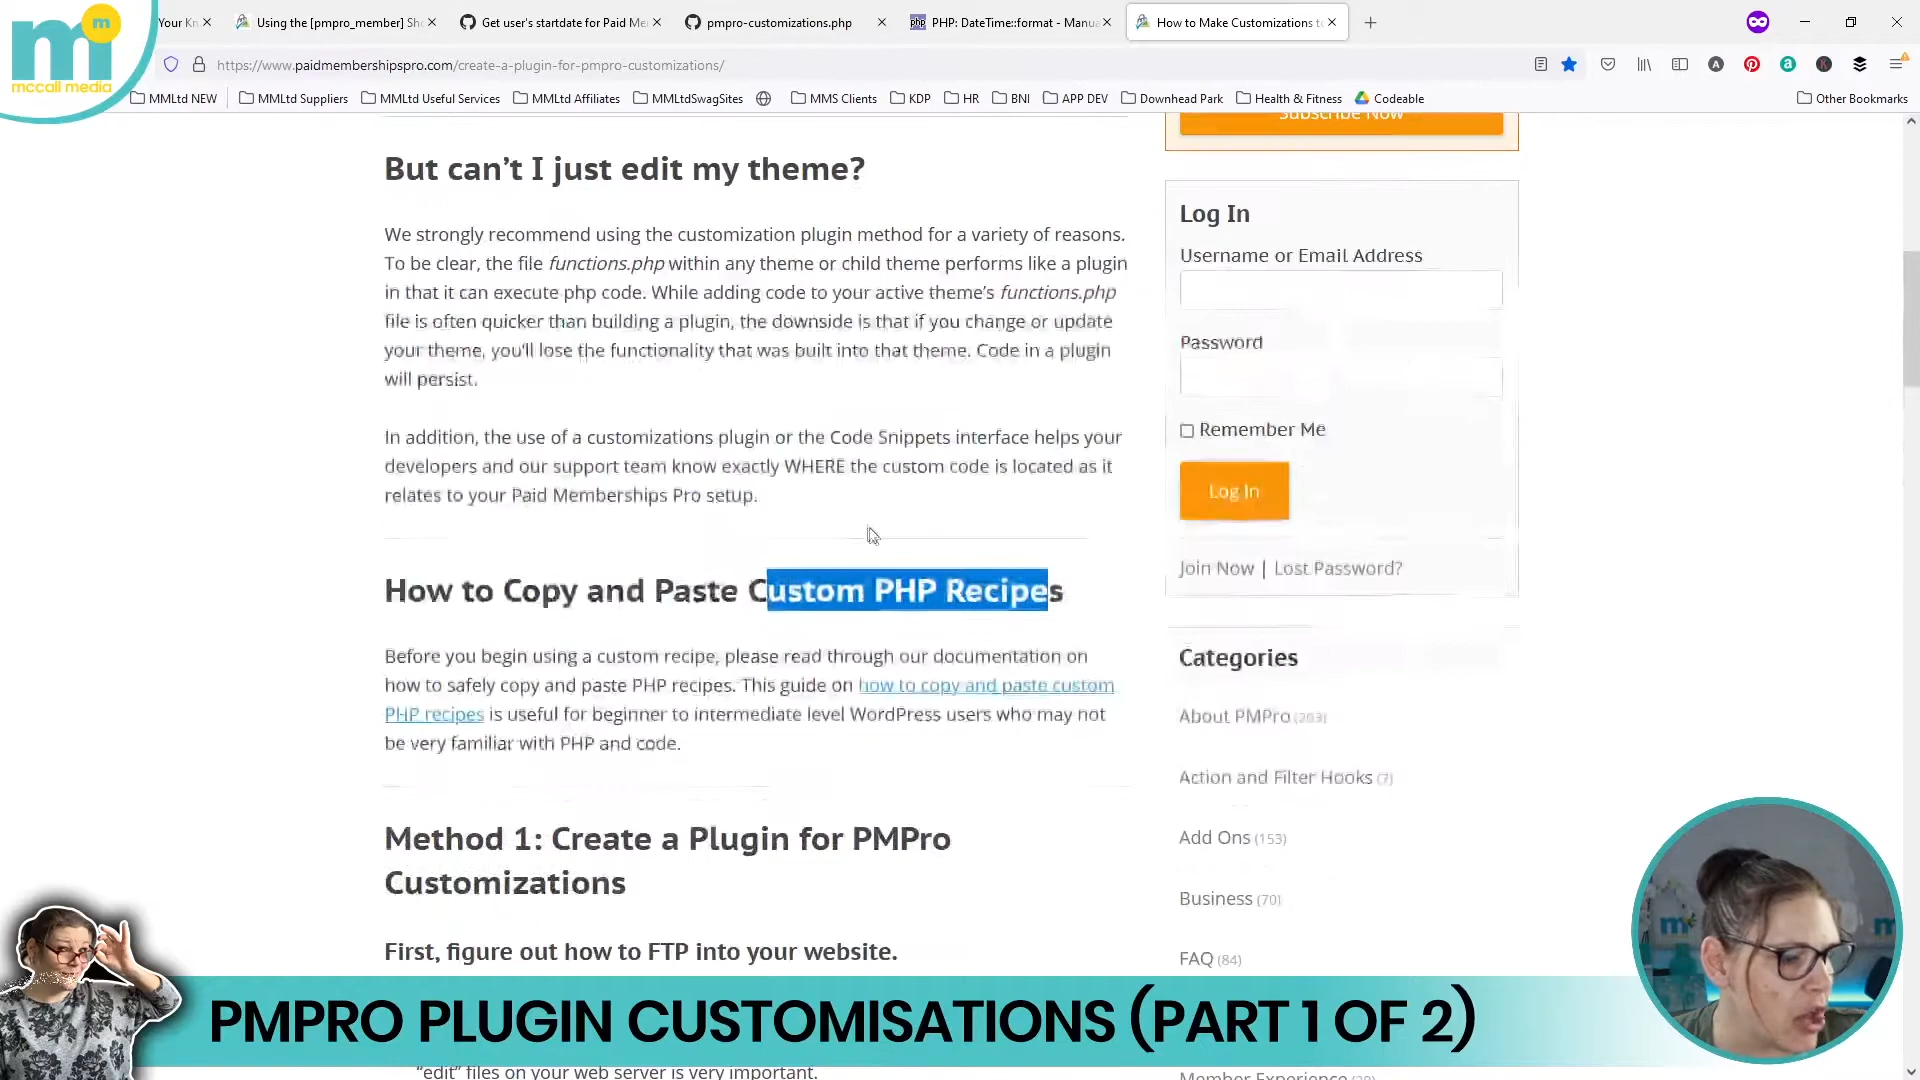 Your Kn
Using the [pmpro_member] Sho
Get user's startdate for Paid Me
pmpro-customizations.php
PHP: DateTime::format - Manua
How to Make Customizations to
m
m
mccall media
https://www.paidmembershipspro.com/create-a-plugin-for-pmpro-customizations/
MMLtd NEW
MMLtd Suppliers
MMLtd Useful Services
MMLtd Affiliates
MMLtdSwagSites
MMS Clients
KDP
HR
BNI
APP DEV
Downhead Park
Health & Fitness
Codeable
Other Bookmarks
But can’t I just edit my theme?
We strongly recommend using the customization plugin method for a variety of reasons.
To be clear, the file functions.php within any theme or child theme performs like a plugin
in that it can execute php code. While adding code to your active theme’s functions.php
file is often quicker than building a plugin, the downside is that if you change or update
your theme, you’ll lose the functionality that was built into that theme. Code in a plugin
will persist.
In addition, the use of a customizations plugin or the Code Snippets interface helps your
developers and our support team know exactly WHERE the custom code is located as it
relates to your Paid Memberships Pro setup.
How to Copy and Paste Custom PHP Recipes
Before you begin using a custom recipe, please read through our documentation on
how to safely copy and paste PHP recipes. This guide on how to copy and paste custom
PHP recipes is useful for beginner to intermediate level WordPress users who may not
be very familiar with PHP and code.
Method 1: Create a Plugin for PMPro
Customizations
First, figure out how to FTP into your website.
“edit” files on your web server is very important.
Subscribe Now
Log In
Username or Email Address
Password
Remember Me
Log In
Join Now | Lost Password?
Categories
About PMPro (203)
Action and Filter Hooks (7)
Add Ons (153)
Business (70)
FAQ (84)
Member Experience
PMPRO PLUGIN CUSTOMISATIONS (PART 1 OF 2)